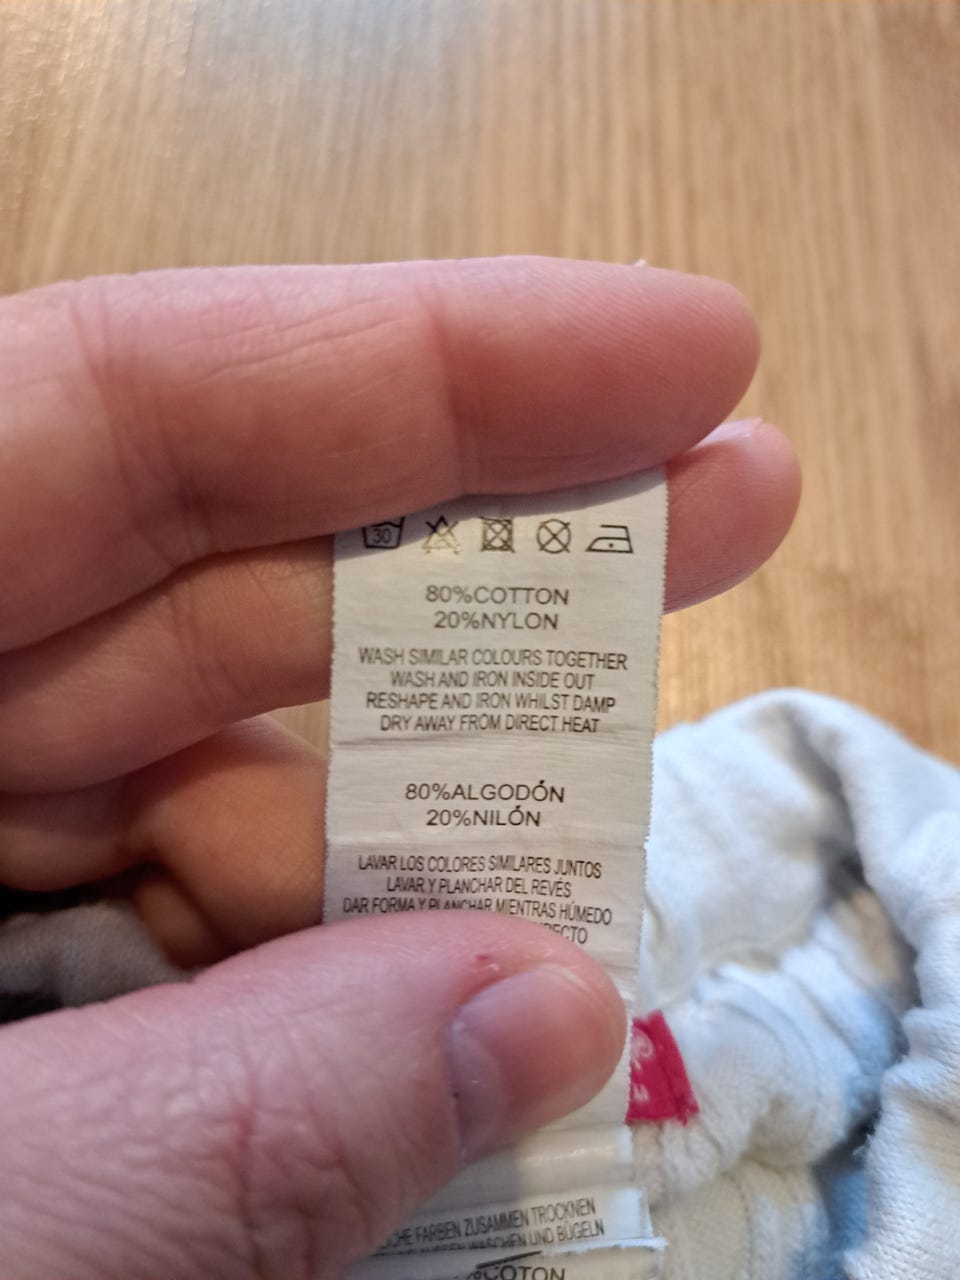 30
80%COTTON
20%NYLON
WASH SIMILAR COLOURS TOGETHER
WASH AND IRON INSIDE OUT
RESHAPE AND IRON WHILST DAMP
DRY AWAY FROM DIRECT HEAT
80%ALGODÓN
20%NILÓN
LAVAR LOS COLORES SIMILARES JUNTOS
LAVAR Y PLANCHAR DEL REVÉS
DAR FORMA Y PLANCHAR MIENTRAS HÚMEDO
FARBEN ZUSAMMEN TROCKNEN
WASCHEN UND BÜGELN
COTON